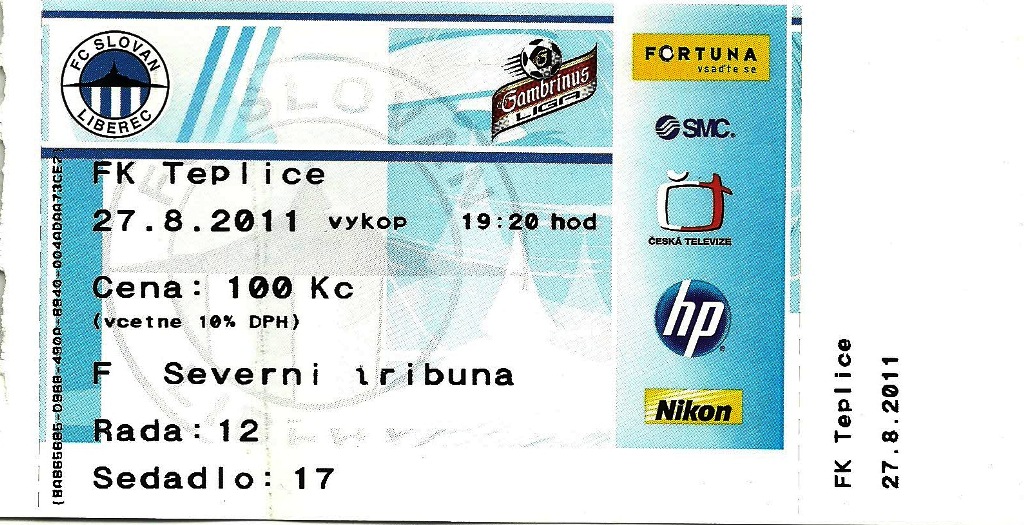 FC SLOVAN
LIBEREC
Gambrinus
LIGA
FORTUNA
vsaďte se
SMC.
ČESKÁ TELEVIZE
hp
Nikon
FK Teplice
27.8.2011 vykop 19:20 hod
Cena: 100 Kc
(vcetne 10% DPH)
F Severni tribuna
Rada: 12
Sedadlo: 17
FK Teplice
27.8.2011